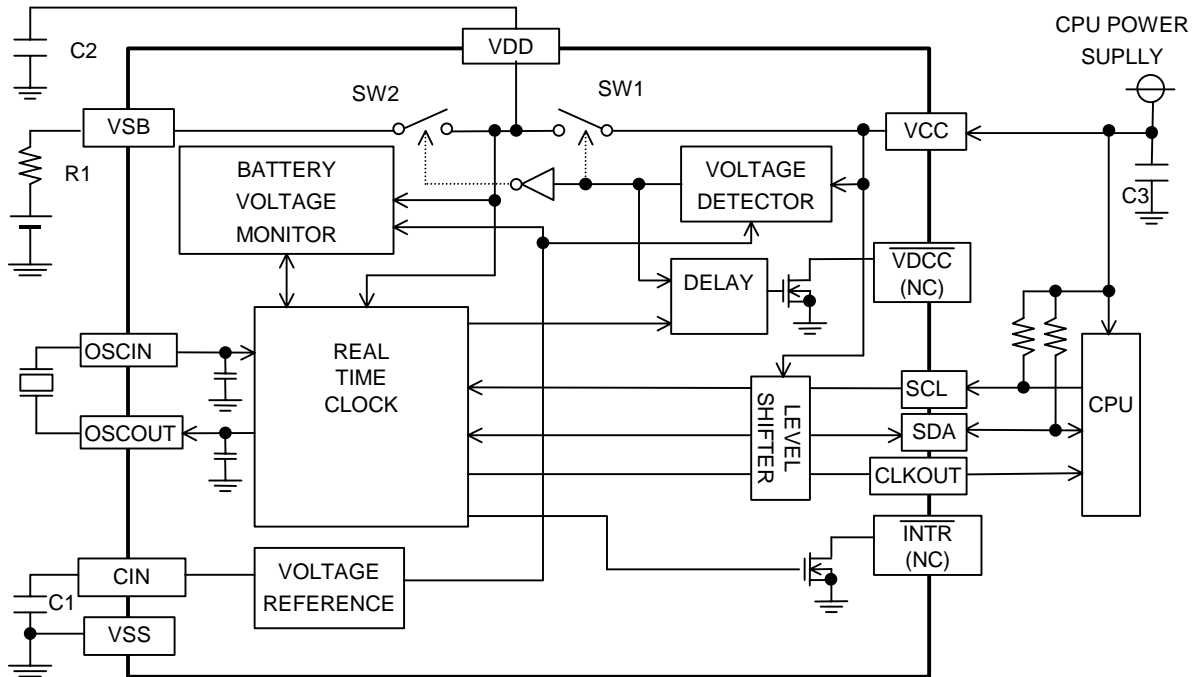 CPU POWER
SUPLLY
C2
VDD
SW2
SW1
VSB
VCC
R1
BATTERY
VOLTAGE
MONITOR
VOLTAGE
DETECTOR
C3
VDCC
(NC)
DELAY
OSCIN
REAL
TIME
CLOCK
OSCOUT
LEVEL
SHIFTER
SCL
SDA
CLKOUT
CPU
INTR
(NC)
CIN
VOLTAGE
REFERENCE
C1
VSS